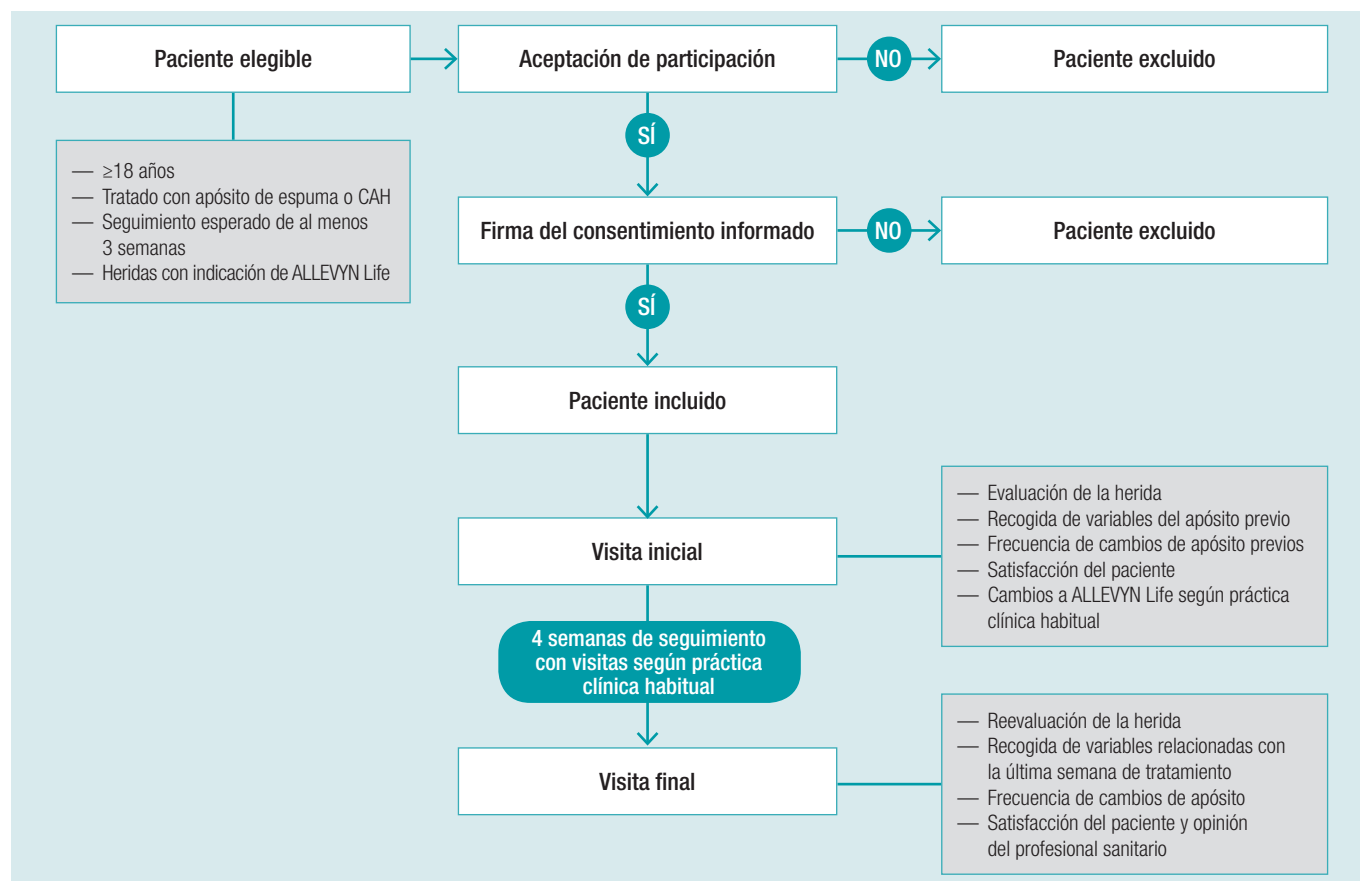 Paciente elegible
Aceptación de participación
NO
Paciente excluido
SÍ
— ≥18 años
— Tratado con apósito de espuma o CAH
— Seguimiento esperado de al menos
3 semanas
— Heridas con indicación de ALLEVYN Life
Firma del consentimiento informado
NO
Paciente excluido
SÍ
Paciente incluido
Visita inicial
— Evaluación de la herida
— Recogida de variables del apósito previo
— Frecuencia de cambios de apósito previos
— Satisfacción del paciente
— Cambios a ALLEVYN Life según práctica
clínica habitual
4 semanas de seguimiento
con visitas según práctica
clínica habitual
Visita final
— Reevaluación de la herida
— Recogida de variables relacionadas con
la última semana de tratamiento
— Frecuencia de cambios de apósito
— Satisfacción del paciente y opinión
del profesional sanitario